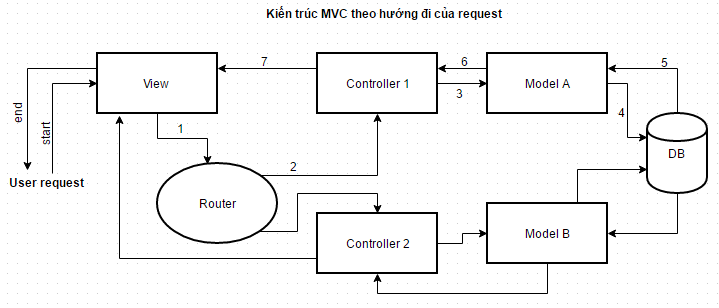 Kiến trúc MVC theo hướng đi của request
7
6
5
View
Controller 1
Model A
3
4
end
start
1
2
DB
User request
Router
Controller 2
Model B